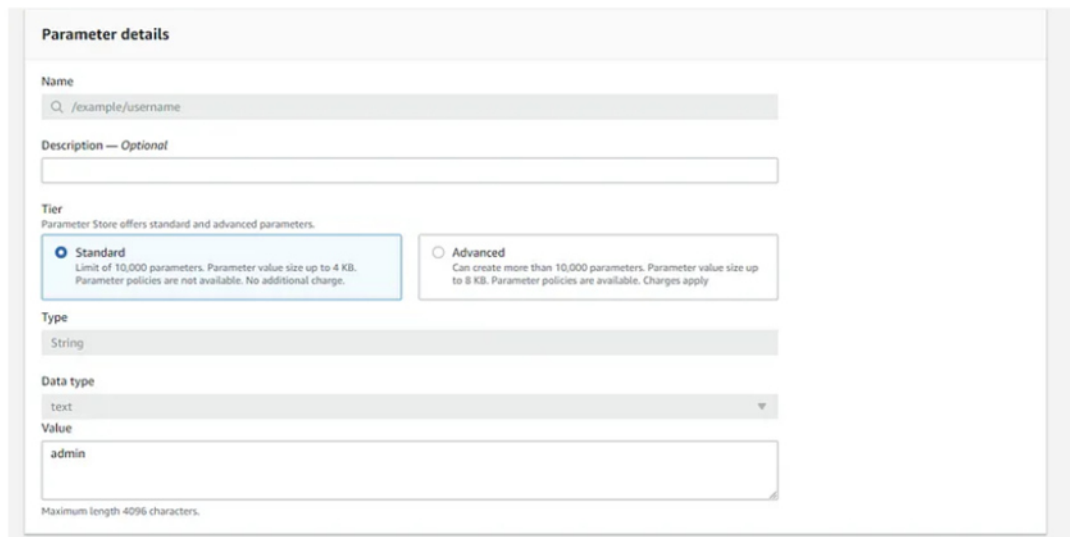 Parameter details
Name
/example/username
Description — Optional
Tier
Parameter Store offers standard and advanced parameters.
Standard
Limit of 10,000 parameters. Parameter value size up to 4 KB.
Parameter policies are not available. No additional charge.
Advanced
Can create more than 10,000 parameters. Parameter value size up
to 8 KB. Parameter policies are available. Charges apply
Type
String
Data type
text
Value
admin
Maximum length 4096 characters.